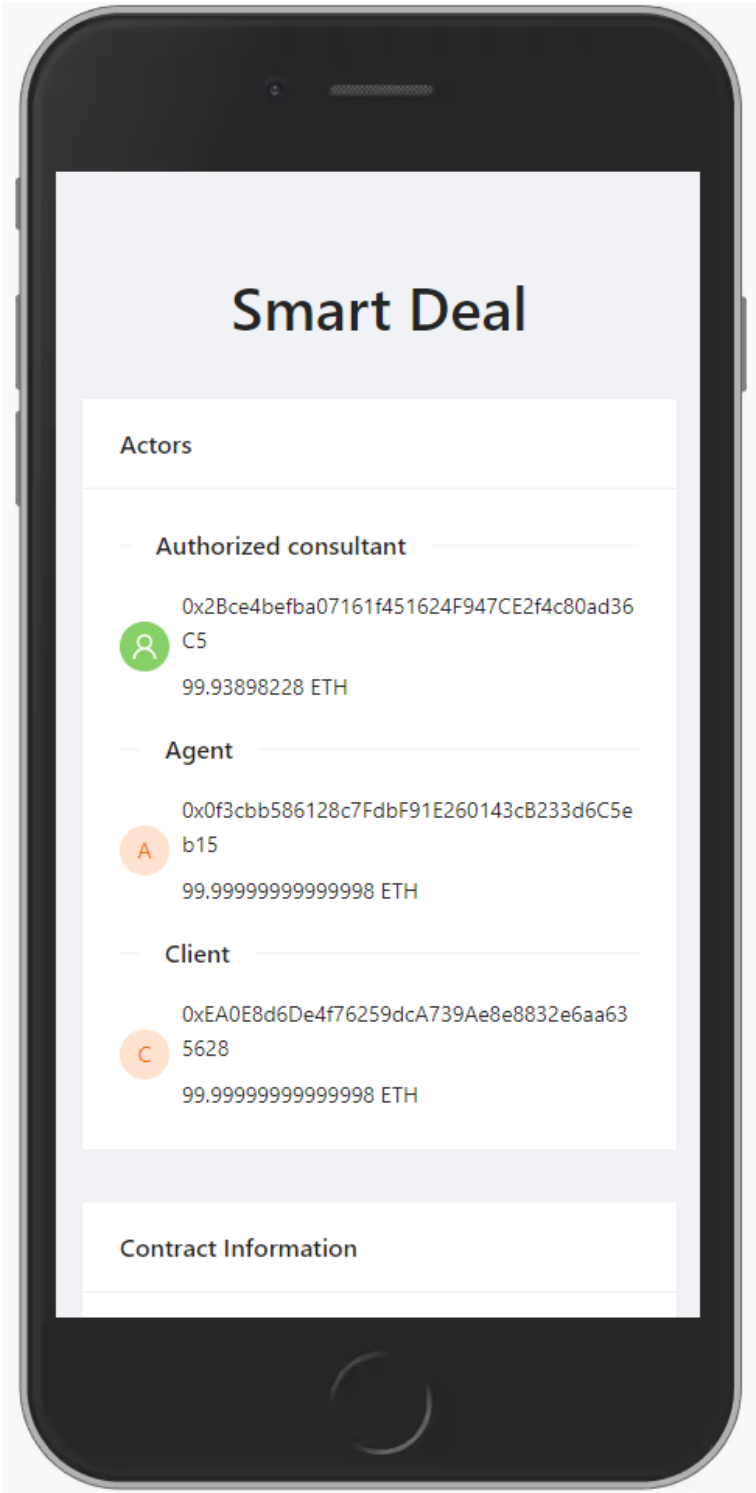 Smart Deal
Actors
Authorized consultant
0x2Bce4befba07161f451624F947CE2f4c80ad36
C5
99.93898228 ETH
Agent
0x0f3cbb586128c7FdbF91E260143cB233d6C5e
A
b15
99.99999999999998 ETH
Client
0xEA0E8d6De4f76259dcA739Ae8e8832e6aa63
C
5628
99.99999999999998 ETH
Contract Information